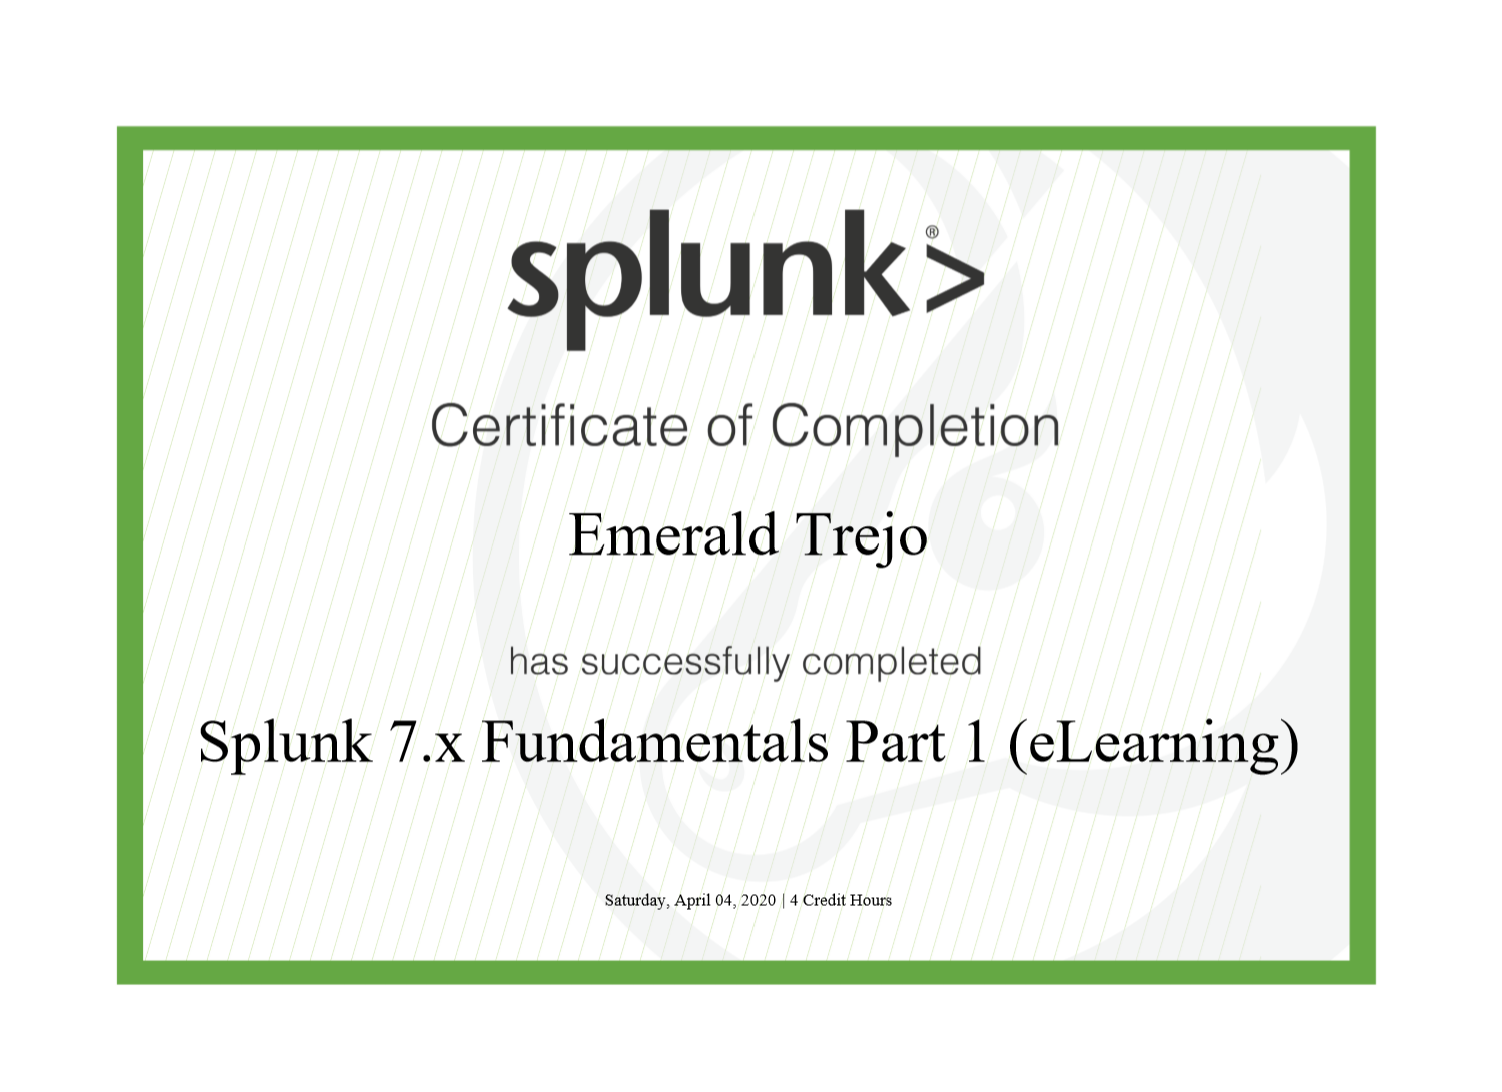 splunk>®
Certificate of Completion
Emerald Trejo
has successfully completed
Splunk 7.x Fundamentals Part 1 (eLearning)
Saturday, April 04, 2020 | 4 Credit Hours